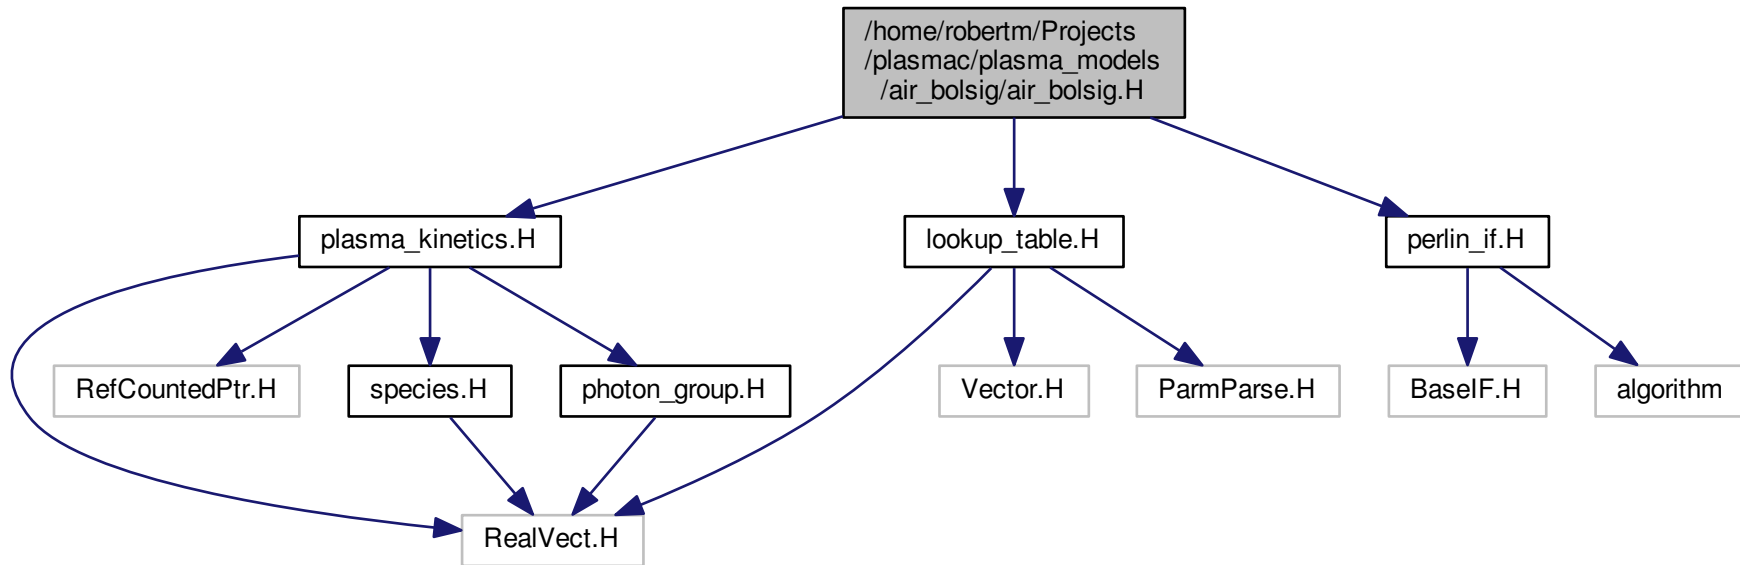 /home/robertm/Projects
/plasmac/plasma_models
/air_bolsig/air_bolsig.H
plasma_kinetics.H
lookup_table.H
perlin_if.H
RefCountedPtr.H
species.H
photon_group.H
Vector.H
ParmParse.H
BaseIF.H
algorithm
RealVect.H